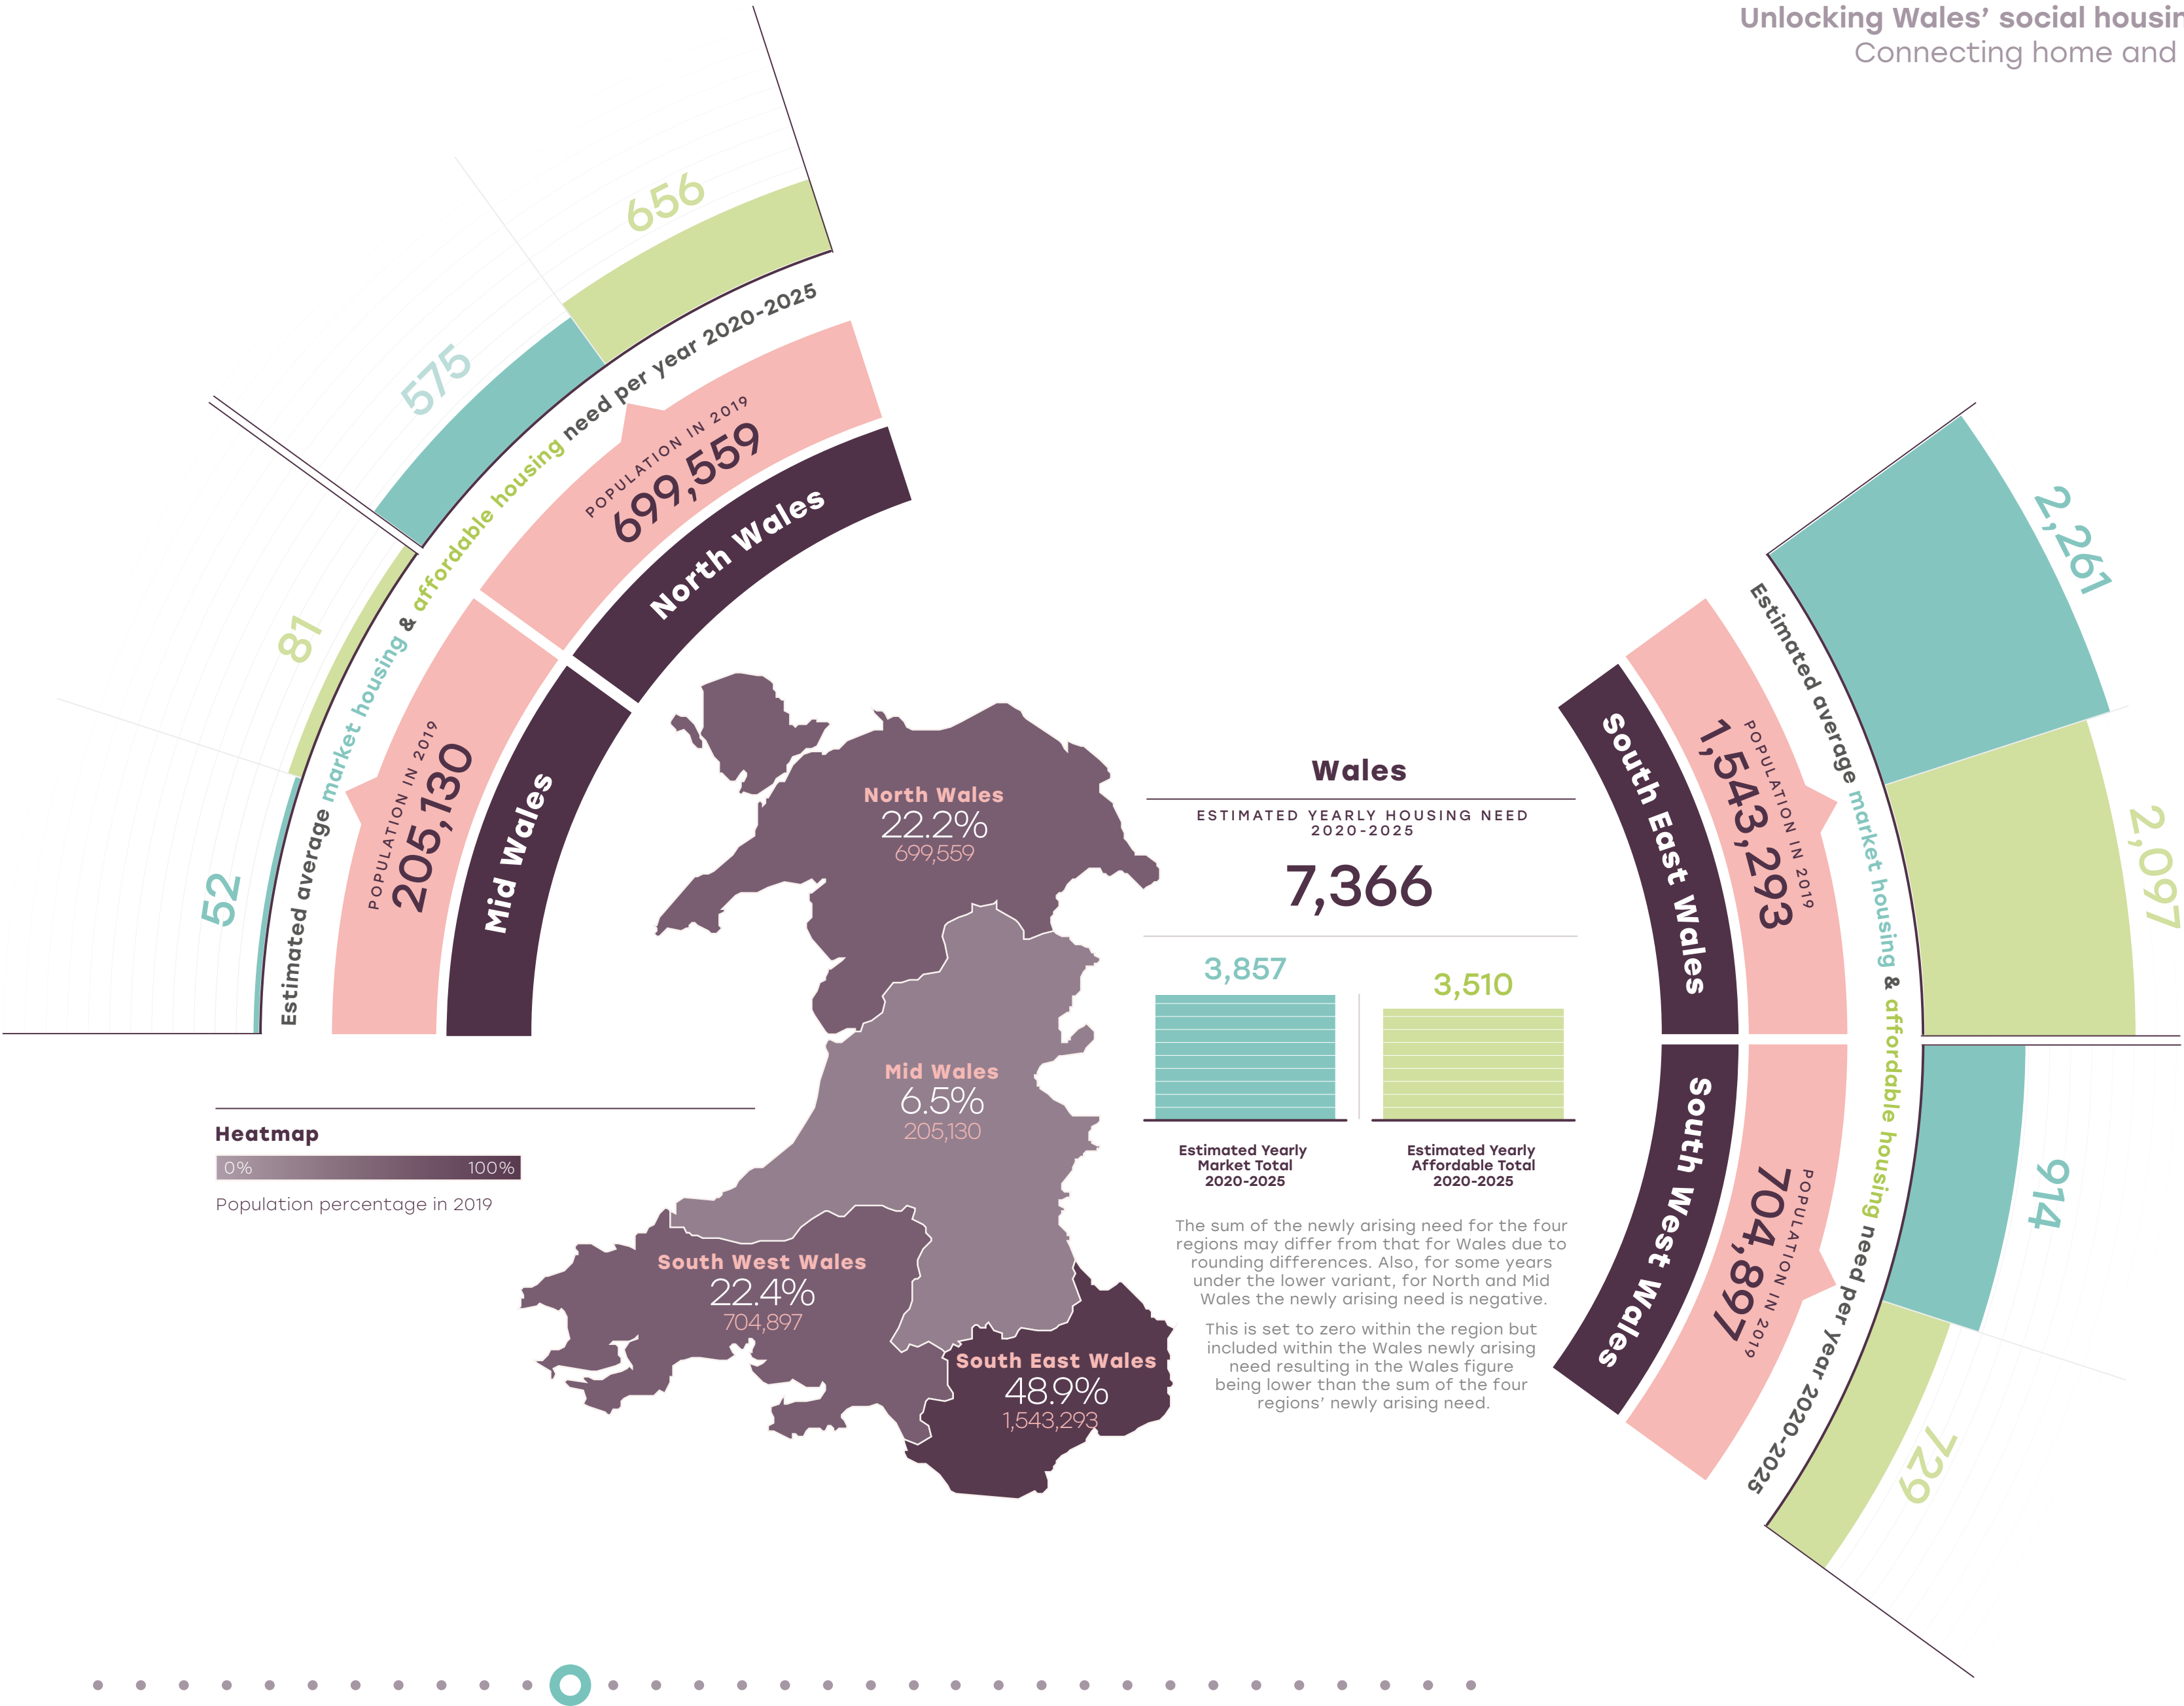 Unlocking Wales’ social housin
Connecting home and
656
575
81
52
Estimated average market housing & affordable housing need per year 2020-2025
POPULATION IN 2019
699,559
North Wales
POPULATION IN 2019
205,130
Mid Wales
North Wales
22.2%
699,559
Mid Wales
6.5%
205,130
South West Wales
22.4%
704,897
South East Wales
48.9%
1,543,293
Heatmap
0% 100%
Population percentage in 2019
Wales
ESTIMATED YEARLY HOUSING NEED
2020-2025
7,366
3,857
3,510
Estimated Yearly
Market Total
2020-2025
Estimated Yearly
Affordable Total
2020-2025
The sum of the newly arising need for the four
regions may differ from that for Wales due to
rounding differences. Also, for some years
under the lower variant, for North and Mid
Wales the newly arising need is negative.
This is set to zero within the region but
included within the Wales newly arising
need resulting in the Wales figure
being lower than the sum of the four
regions’ newly arising need.
South East Wales
POPULATION IN 2019
1,543,293
South West Wales
POPULATION IN 2019
704,897
Estimated average market housing & affordable housing need per year 2020-2025
2,261
2,097
914
729